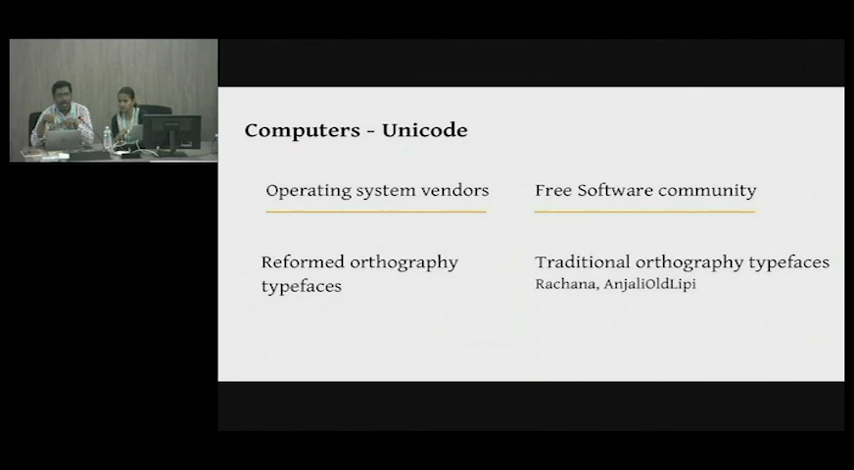 Computers - Unicode
Operating system vendors
Free Software community
Reformed orthography
typefaces
Traditional orthography typefaces
Rachana, AnjaliOldLipi